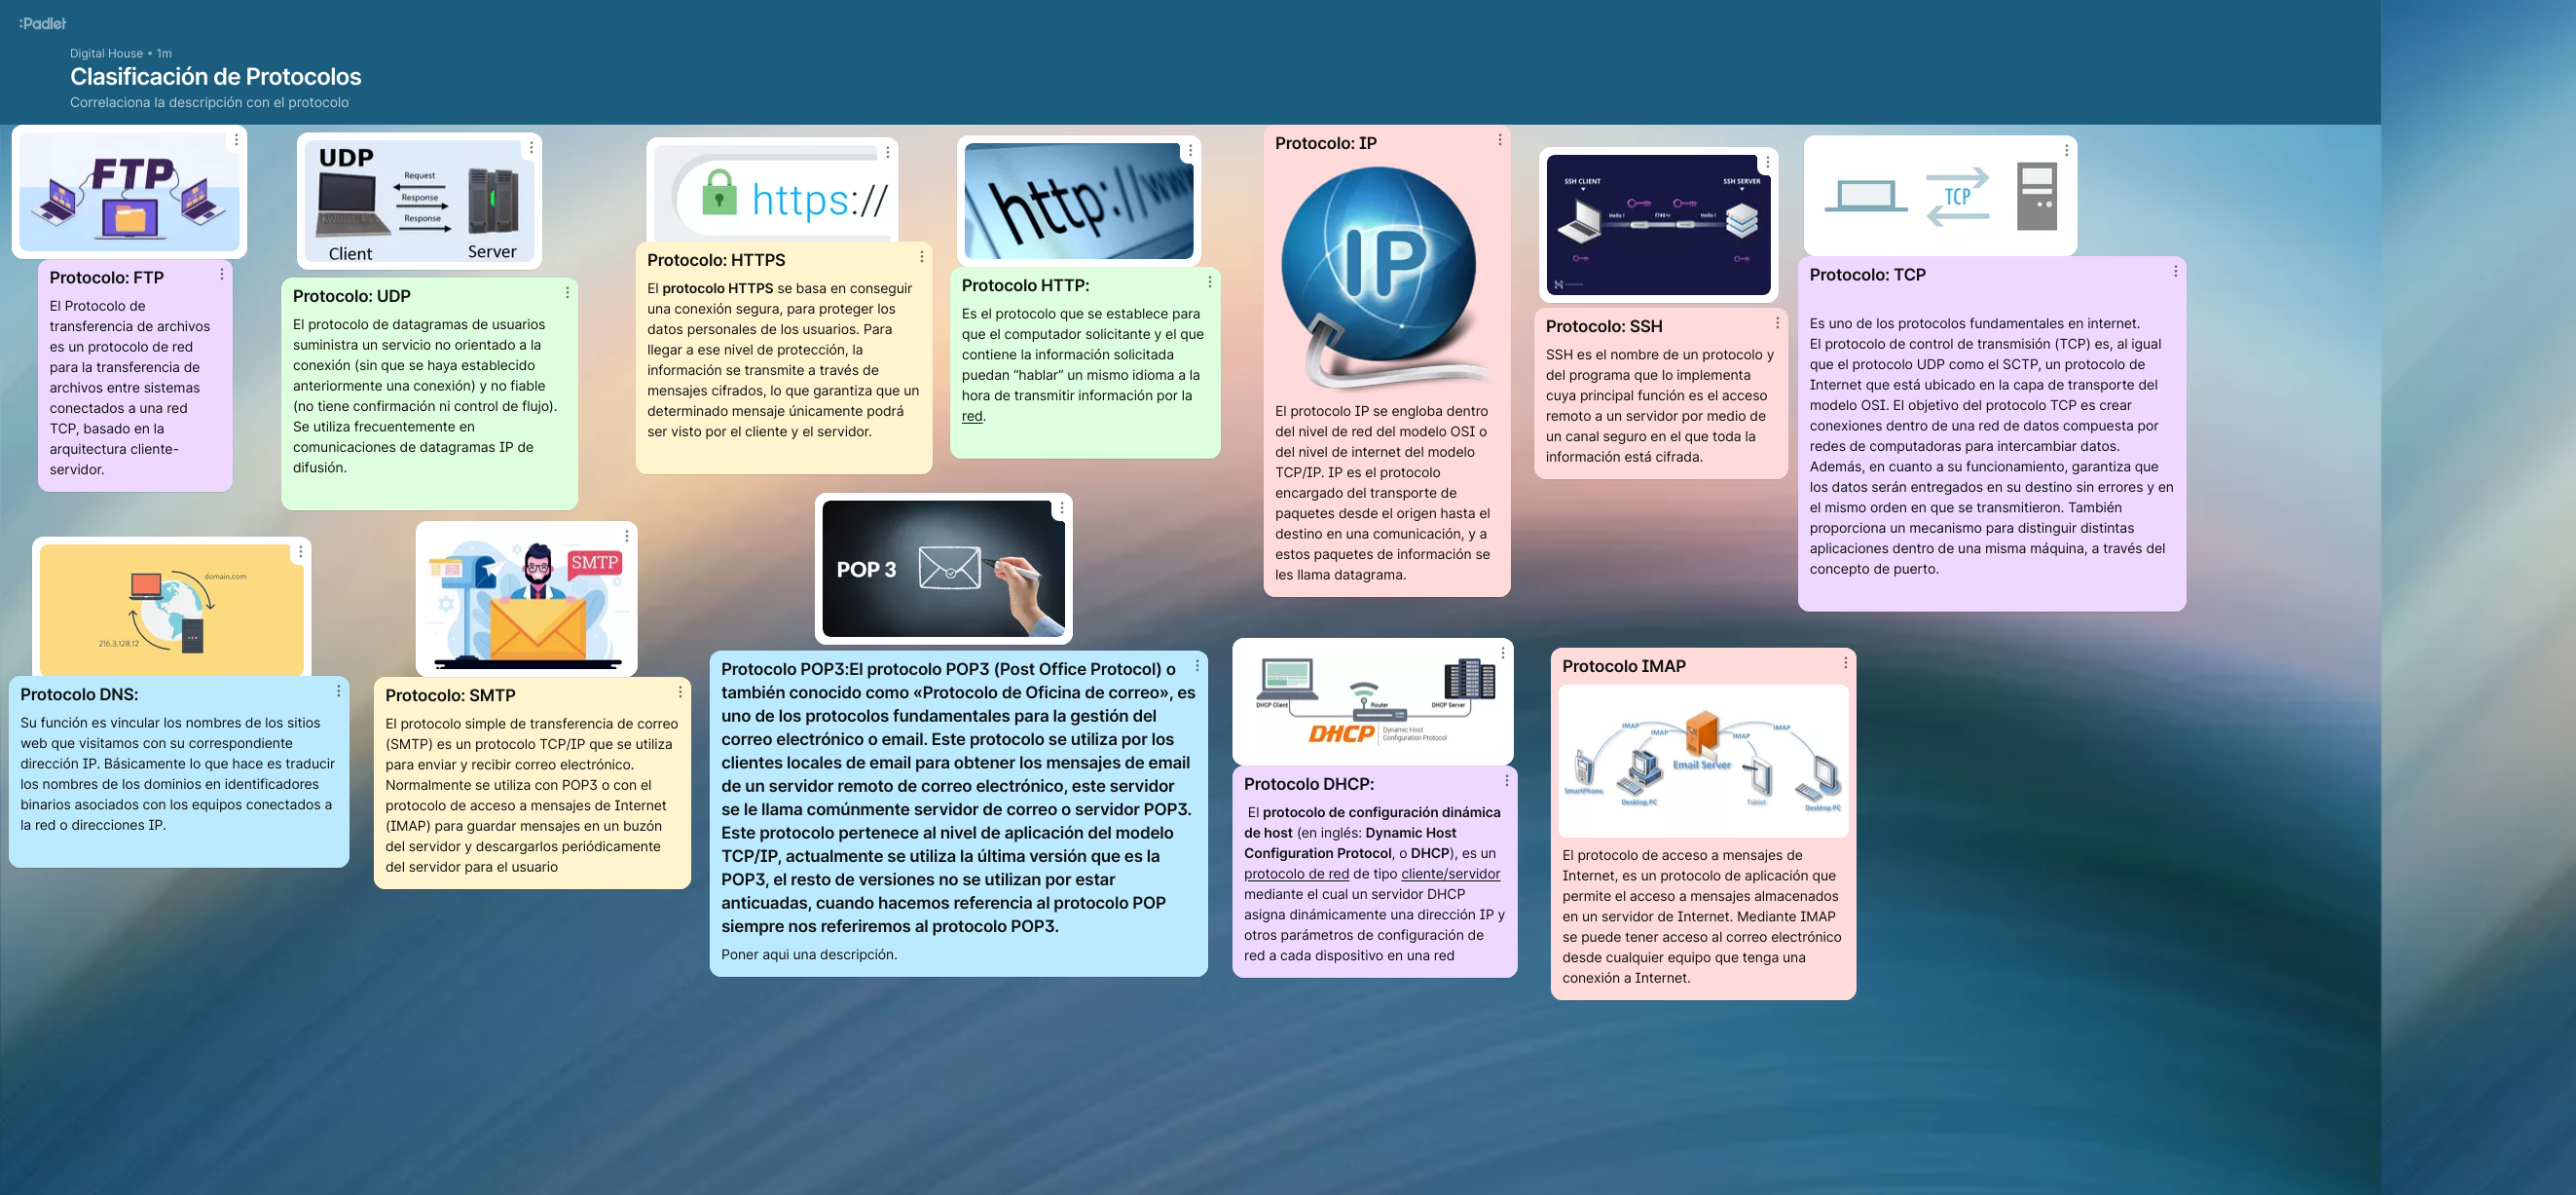 :Padlet
Digital House • 1m
Clasificación de Protocolos
Correlaciona la descripción con el protocolo
FTP
Protocolo: FTP
El Protocolo de
transferencia de archivos
es un protocolo de red
para la transferencia de
archivos entre sistemas
conectados a una red
TCP, basado en la
arquitectura cliente-
servidor.
UDP
Request
Response
Response
Client
Server
Protocolo: UDP
El protocolo de datagramas de usuarios
suministra un servicio no orientado a la
conexión (sin que se haya establecido
anteriormente una conexión) y no fiable
(no tiene confirmación ni control de flujo).
Se utiliza frecuentemente en
comunicaciones de datagramas IP de
difusión.
https://
Protocolo: HTTPS
El protocolo HTTPS se basa en conseguir
una conexión segura, para proteger los
datos personales de los usuarios. Para
llegar a ese nivel de protección, la
información se transmite a través de
mensajes cifrados, lo que garantiza que un
determinado mensaje únicamente podrá
ser visto por el cliente y el servidor.
http://www
Protocolo HTTP:
Es el protocolo que se establece para
que el computador solicitante y el que
contiene la información solicitada
puedan “hablar” un mismo idioma a la
hora de transmitir información por la
red.
Protocolo: IP
IP
El protocolo IP se engloba dentro
del nivel de red del modelo OSI o
del nivel de internet del modelo
TCP/IP. IP es el protocolo
encargado del transporte de
paquetes desde el origen hasta el
destino en una comunicación, y a
estos paquetes de información se
les llama datagrama.
SSH CLIENT
SSH SERVER
Hello !
Hello !
Protocolo: SSH
SSH es el nombre de un protocolo y
del programa que lo implementa
cuya principal función es el acceso
remoto a un servidor por medio de
un canal seguro en el que toda la
información está cifrada.
TCP
Protocolo: TCP
Es uno de los protocolos fundamentales en internet.
El protocolo de control de transmisión (TCP) es, al igual
que el protocolo UDP como el SCTP, un protocolo de
Internet que está ubicado en la capa de transporte del
modelo OSI. El objetivo del protocolo TCP es crear
conexiones dentro de una red de datos compuesta por
redes de computadoras para intercambiar datos.
Además, en cuanto a su funcionamiento, garantiza que
los datos serán entregados en su destino sin errores y en
el mismo orden en que se transmitieron. También
proporciona un mecanismo para distinguir distintas
aplicaciones dentro de una misma máquina, a través del
concepto de puerto.
domain.com
216.3.128.12
Protocolo DNS:
Su función es vincular los nombres de los sitios
web que visitamos con su correspondiente
dirección IP. Básicamente lo que hace es traducir
los nombres de los dominios en identificadores
binarios asociados con los equipos conectados a
la red o direcciones IP.
SMTP
Protocolo: SMTP
El protocolo simple de transferencia de correo
(SMTP) es un protocolo TCP/IP que se utiliza
para enviar y recibir correo electrónico.
Normalmente se utiliza con POP3 o con el
protocolo de acceso a mensajes de Internet
(IMAP) para guardar mensajes en un buzón
del servidor y descargarlos periódicamente
del servidor para el usuario
POP 3
Protocolo POP3:El protocolo POP3 (Post Office Protocol) o
también conocido como «Protocolo de Oficina de correo», es
uno de los protocolos fundamentales para la gestión del
correo electrónico o email. Este protocolo se utiliza por los
clientes locales de email para obtener los mensajes de email
de un servidor remoto de correo electrónico, este servidor
se le llama comúnmente servidor de correo o servidor POP3.
Este protocolo pertenece al nivel de aplicación del modelo
TCP/IP, actualmente se utiliza la última versión que es la
POP3, el resto de versiones no se utilizan por estar
anticuadas, cuando hacemos referencia al protocolo POP
siempre nos referiremos al protocolo POP3.
Poner aqui una descripción.
DHCP Client
Router
DHCP Server
DHCP
Dynamic Host
Configuration Protocol
Protocolo DHCP:
El protocolo de configuración dinámica
de host (en inglés: Dynamic Host
Configuration Protocol, o DHCP), es un
protocolo de red de tipo cliente/servidor
mediante el cual un servidor DHCP
asigna dinámicamente una dirección IP y
otros parámetros de configuración de
red a cada dispositivo en una red
Protocolo IMAP
IMAP
IMAP
IMAP
IMAP
Email Server
SmartPhone
Desktop PC
Tablet
Desktop PC
El protocolo de acceso a mensajes de
Internet, es un protocolo de aplicación que
permite el acceso a mensajes almacenados
en un servidor de Internet. Mediante IMAP
se puede tener acceso al correo electrónico
desde cualquier equipo que tenga una
conexión a Internet.